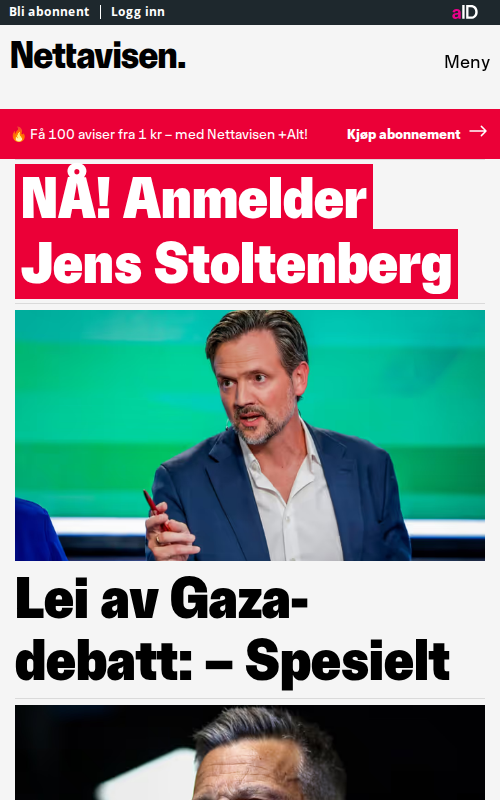 Bli abonnent | Logg inn
aID
Nettavisen.
Meny
🔥 Få 100 aviser fra 1 kr – med Nettavisen +Alt!
Kjøp abonnement →
NÅ! Anmelder
Jens Stoltenberg
Lei av Gaza-
debatt: – Spesielt